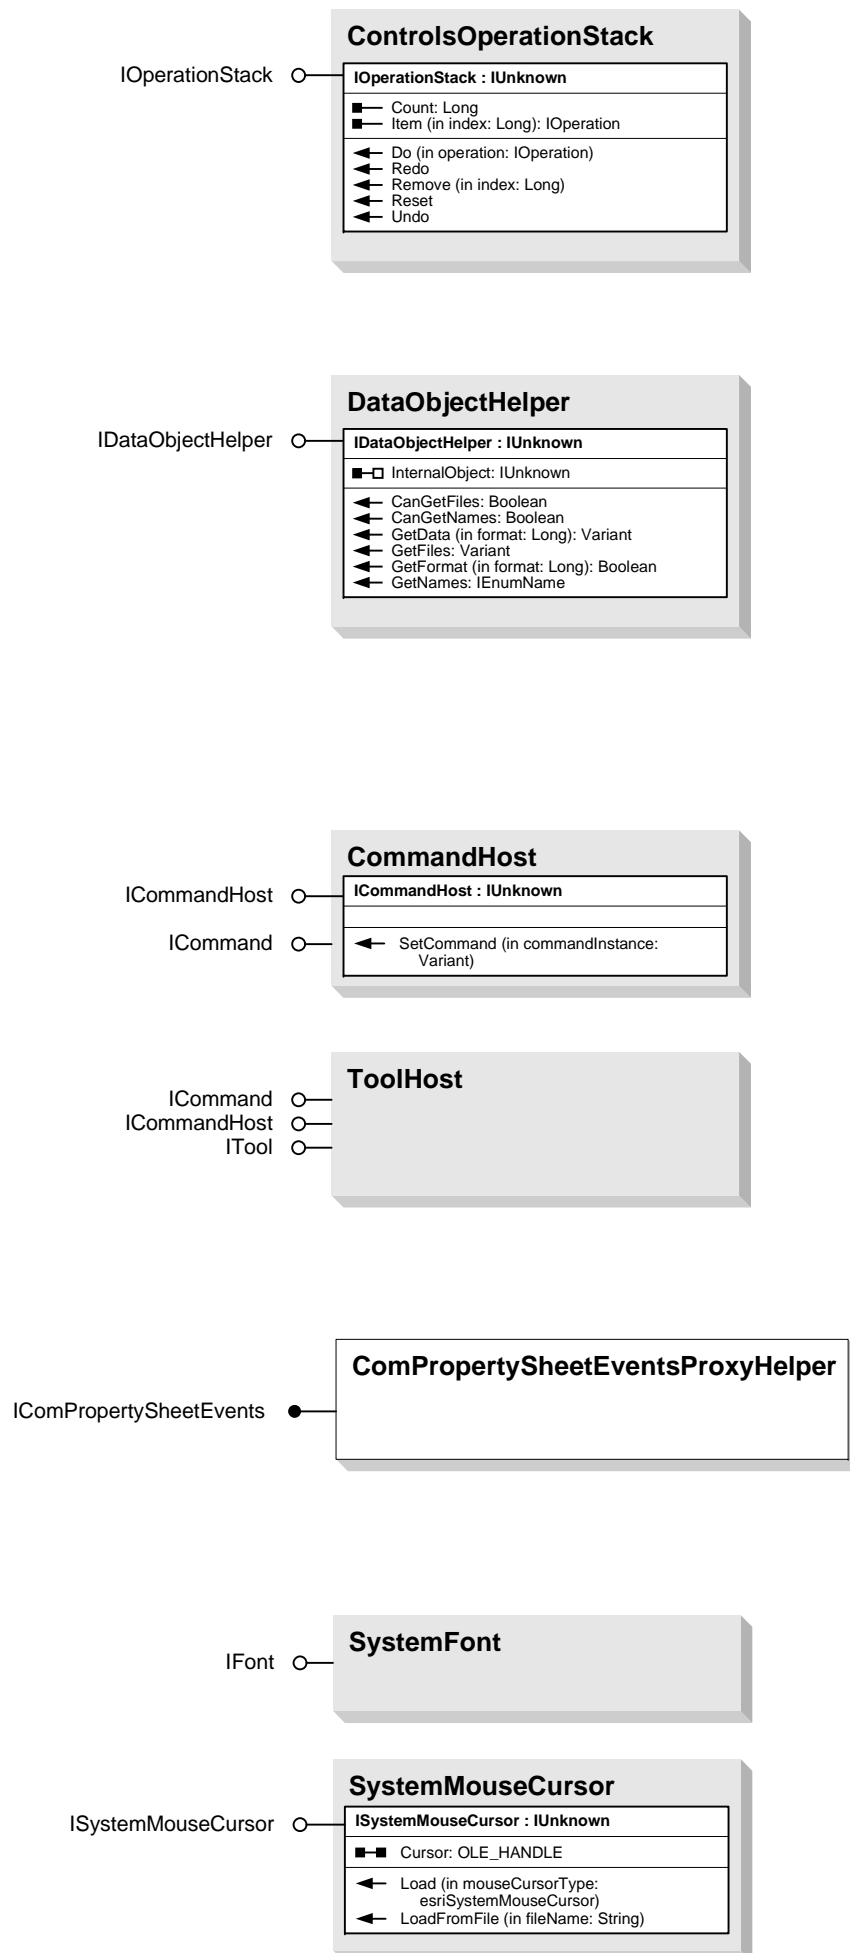 ControlsOperationStack
IOperationStack
IOperationStack : IUnknown
Count: Long
Item (in index: Long): IOperation
Do (in operation: IOperation)
Redo
Remove (in index: Long)
Reset
Undo
DataObjectHelper
IDataObjectHelper
IDataObjectHelper : IUnknown
InternalObject: IUnknown
CanGetFiles: Boolean
CanGetNames: Boolean
GetData (in format: Long): Variant
GetFiles: Variant
GetFormat (in format: Long): Boolean
GetNames: IEnumName
CommandHost
ICommandHost
ICommandHost : IUnknown
ICommand
SetCommand (in commandInstance:
Variant)
ToolHost
ICommand
ICommandHost
ITool
ComPropertySheetEventsProxyHelper
IComPropertySheetEvents
SystemFont
IFont
SystemMouseCursor
ISystemMouseCursor
ISystemMouseCursor : IUnknown
Cursor: OLE_HANDLE
Load (in mouseCursorType:
esriSystemMouseCursor)
LoadFromFile (in fileName: String)